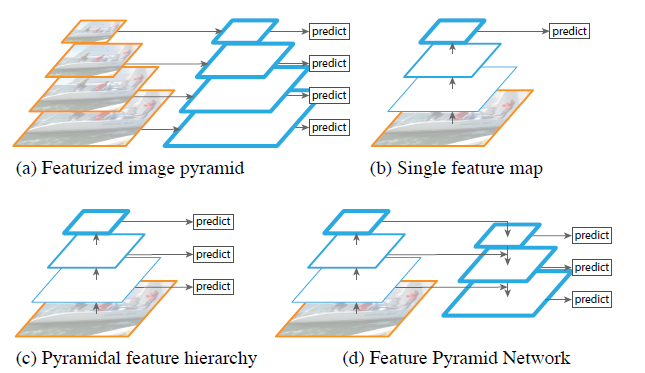 predict
predict
predict
predict
(a) Featurized image pyramid
predict
(b) Single feature map
predict
predict
predict
(c) Pyramidal feature hierarchy
predict
predict
predict
(d) Feature Pyramid Network